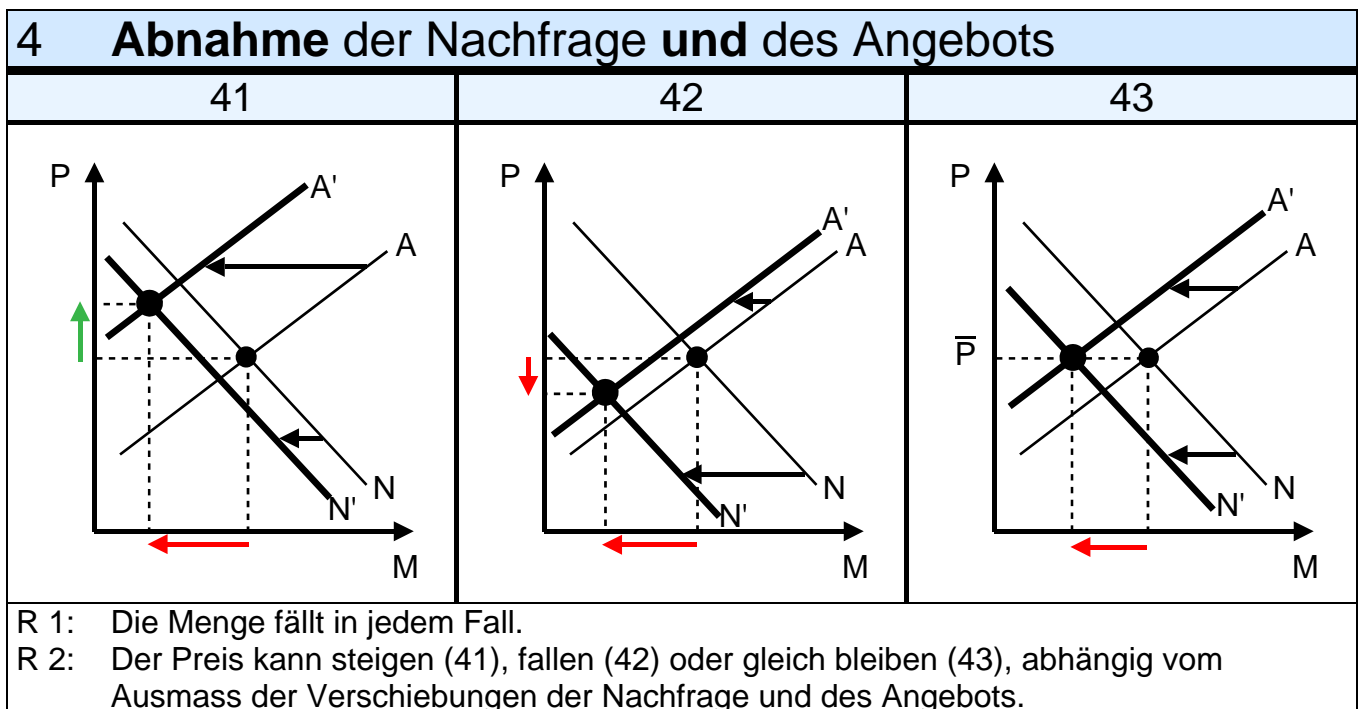 4 Abnahme der Nachfrage und des Angebots
41 42 43
P
A'
A
N
N'
M
P
A'
A
N
N'
M
P
A'
A
P̅
N
N'
M
R 1: Die Menge fällt in jedem Fall.
R 2: Der Preis kann steigen (41), fallen (42) oder gleich bleiben (43), abhängig vom
Ausmass der Verschiebungen der Nachfrage und des Angebots.